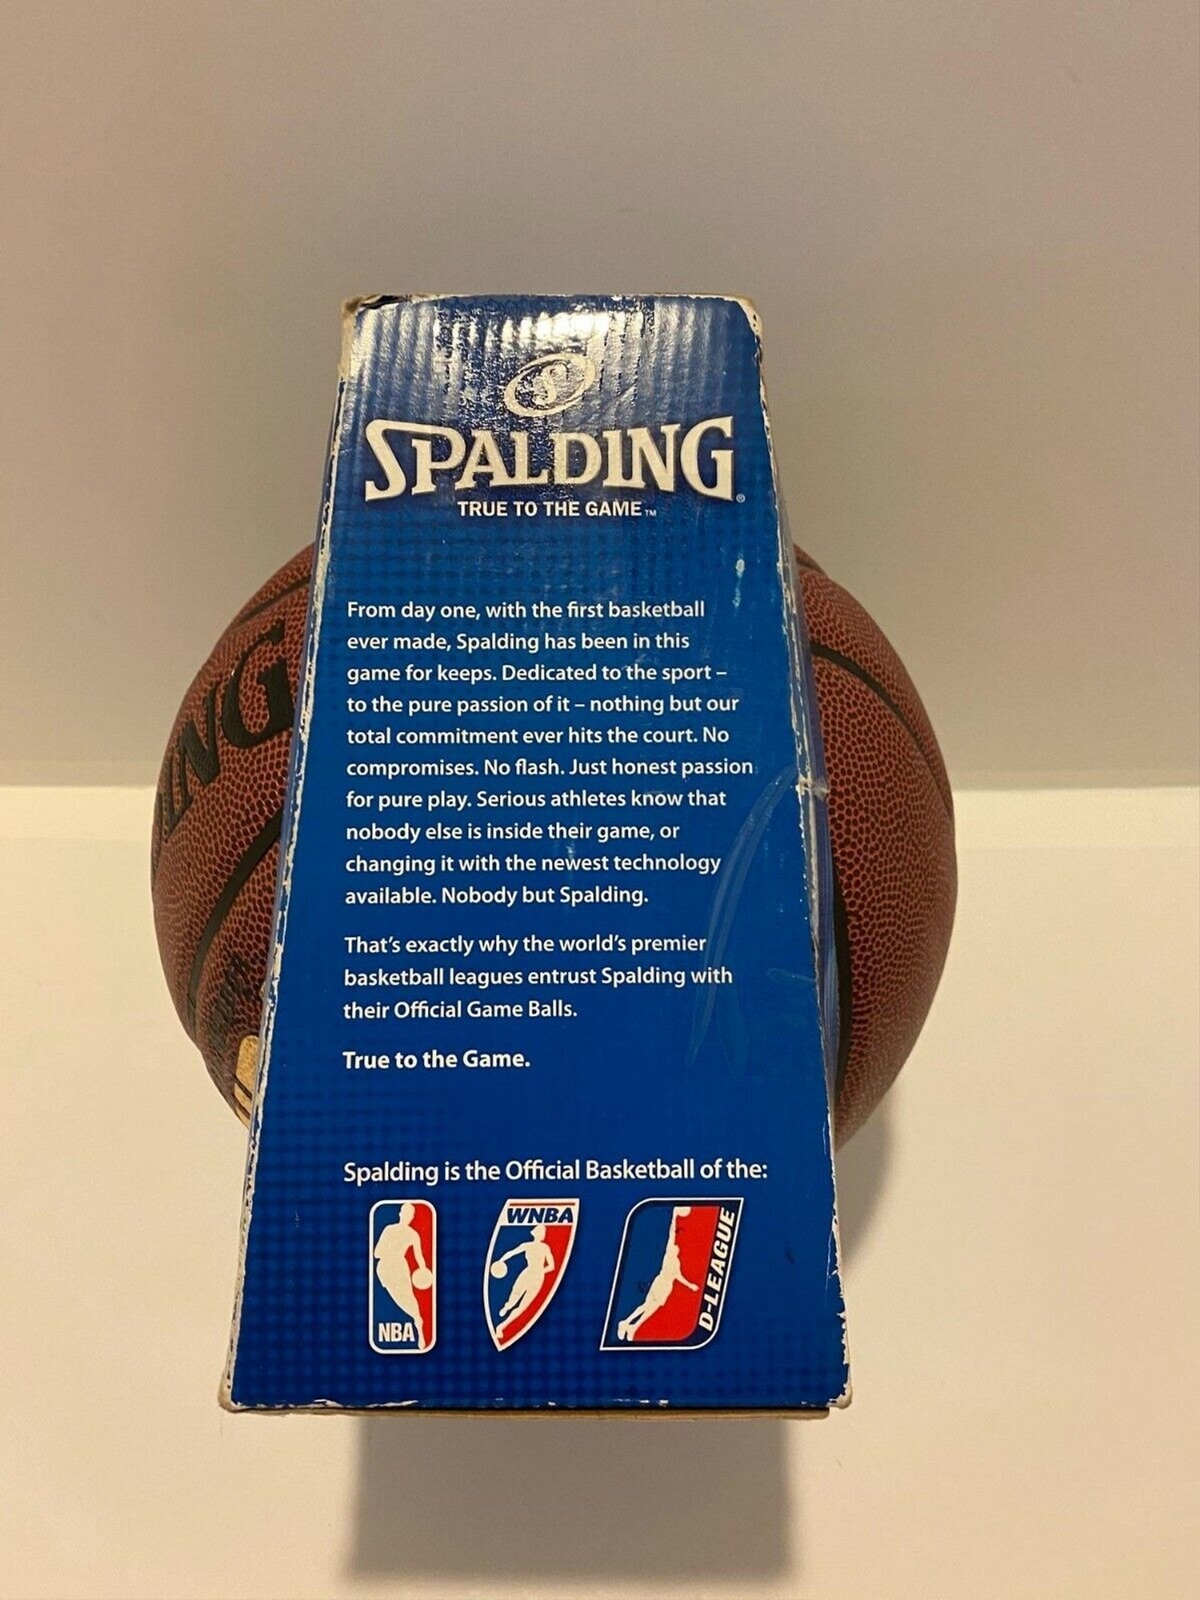 SPALDING®
TRUE TO THE GAME™
From day one, with the first basketball
ever made, Spalding has been in this
game for keeps. Dedicated to the sport –
to the pure passion of it – nothing but our
total commitment ever hits the court. No
compromises. No flash. Just honest passion
for pure play. Serious athletes know that
nobody else is inside their game, or
changing it with the newest technology
available. Nobody but Spalding.
That's exactly why the world's premier
basketball leagues entrust Spalding with
their Official Game Balls.
True to the Game.
Spalding is the Official Basketball of the:
NBA
WNBA
D-LEAGUE
ING